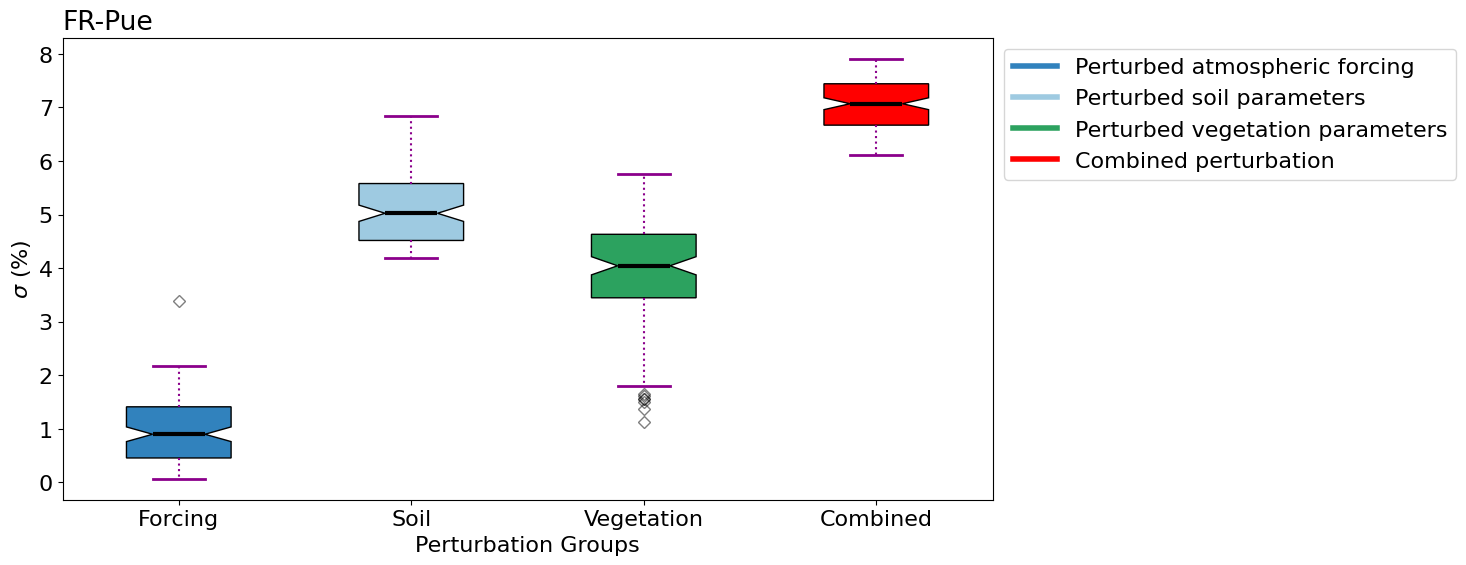 FR-Pue
8
7
6
5
4
3
2
1
0
σ (%)
Forcing Soil Vegetation Combined
Perturbation Groups
Perturbed atmospheric forcing
Perturbed soil parameters
Perturbed vegetation parameters
Combined perturbation